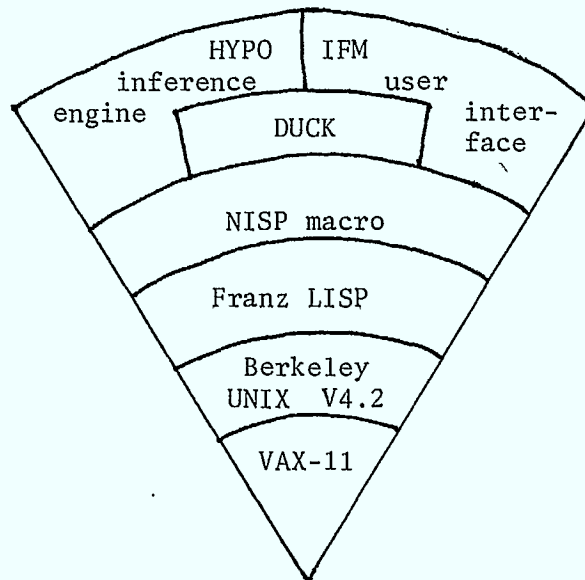 HYPO IFM
inference user
engine inter-
face
DUCK
NISP macro
Franz LISP
Berkeley
UNIX V4.2
VAX-11